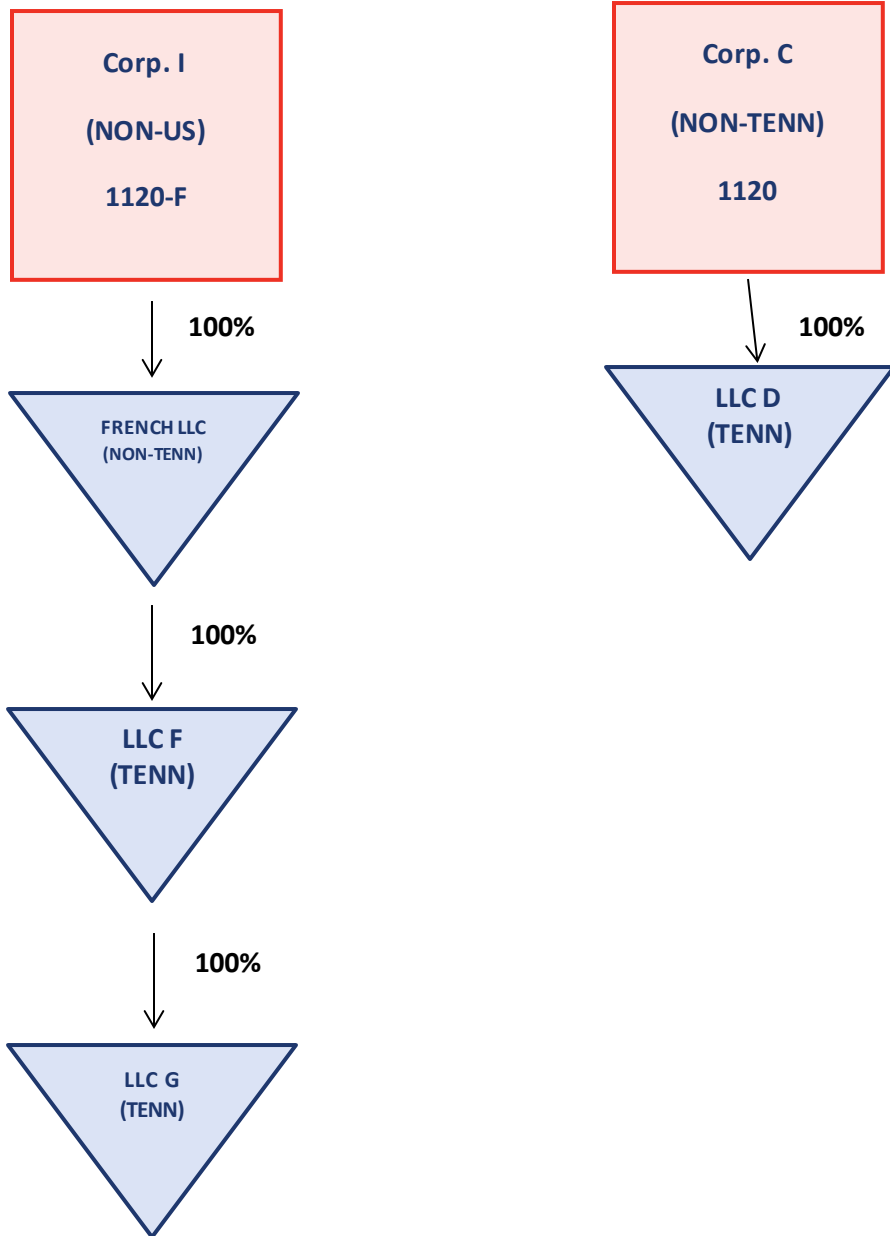 Corp. I
(NON-US)
1120-F
100%
FRENCH LLC
(NON-TENN)
100%
LLC F
(TENN)
100%
LLC G
(TENN)
Corp. C
(NON-TENN)
1120
100%
LLC D
(TENN)